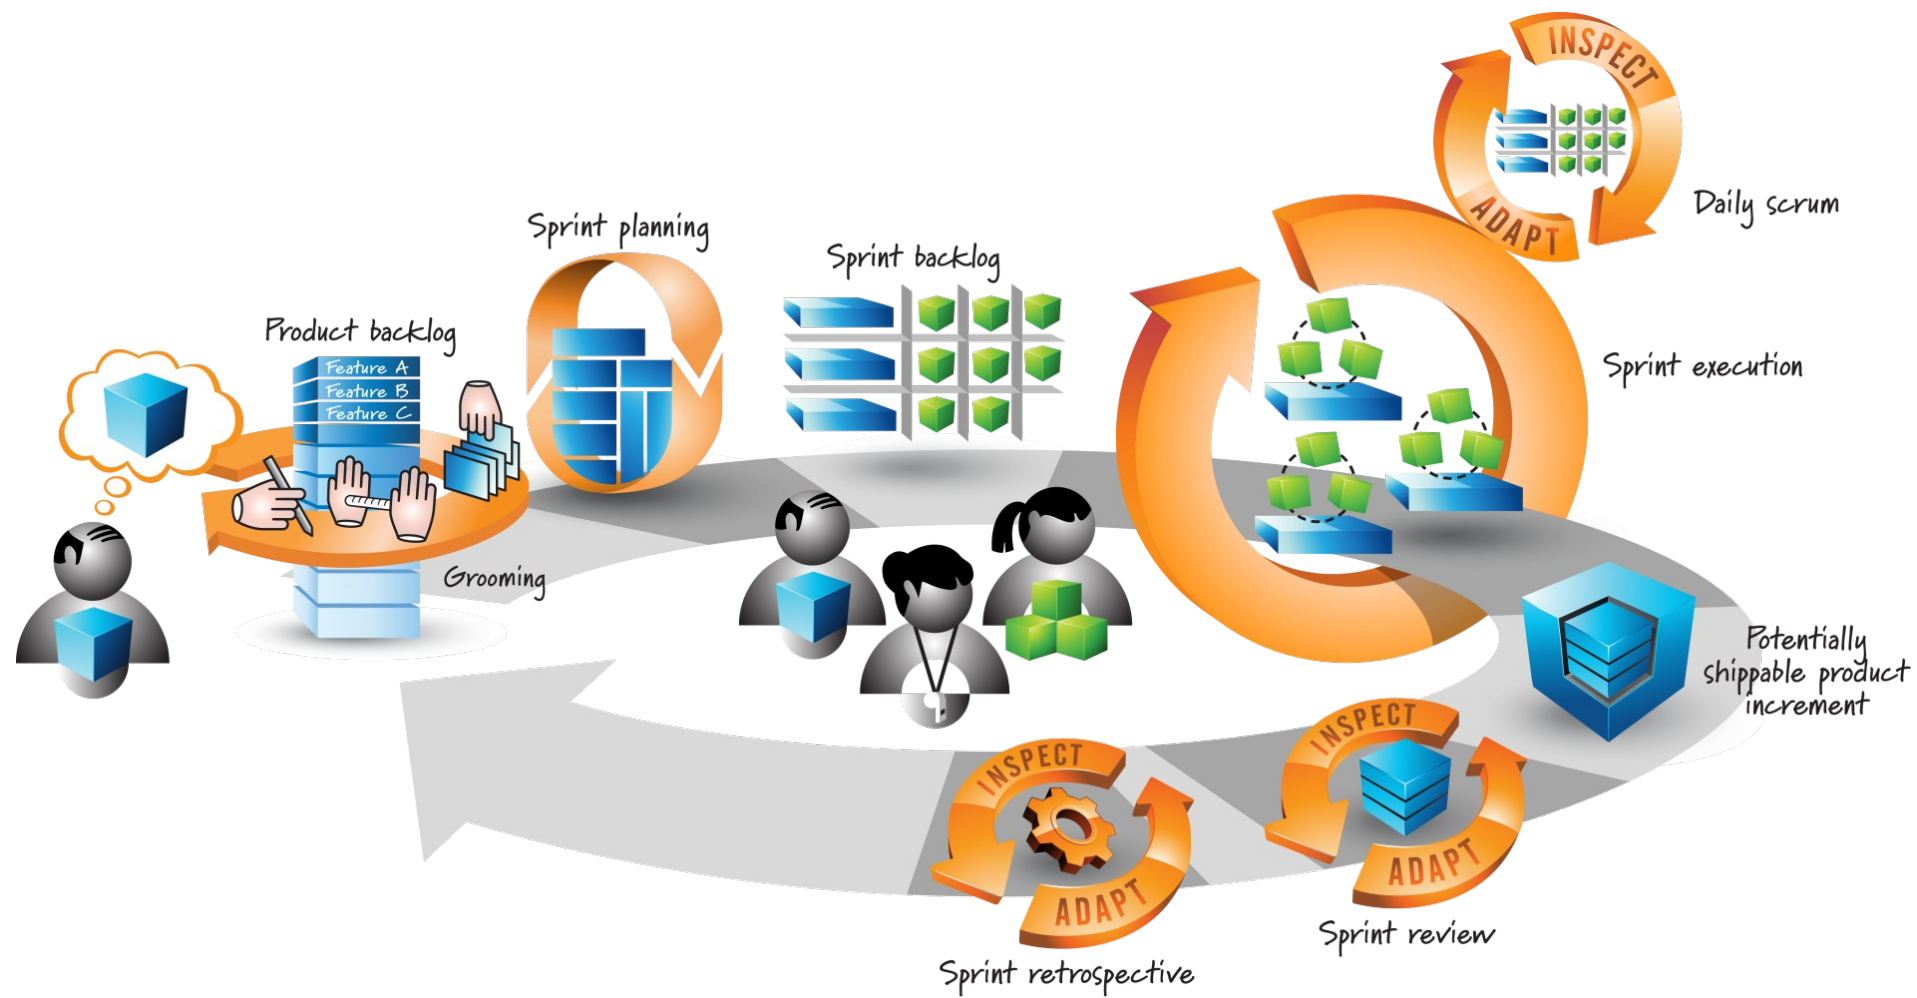 INSPECT
ADAPT
Daily scrum
Sprint planning
Sprint backlog
Product backlog
Feature A
Feature B
Feature C
Sprint execution
Grooming
Potentially
shippable product
increment
INSPECT
ADAPT
Sprint review
INSPECT
ADAPT
Sprint retrospective